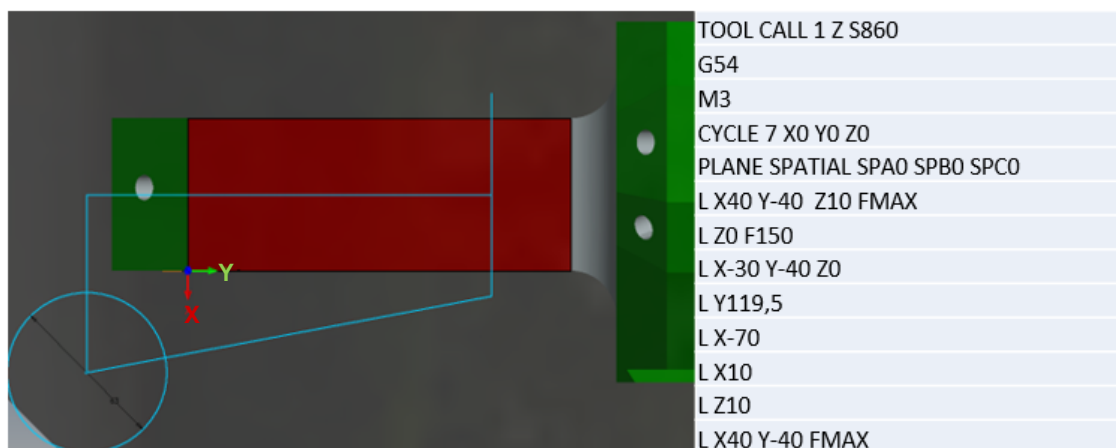 TOOL CALL 1 Z S860
G54
M3
CYCLE 7 X0 Y0 Z0
PLANE SPATIAL SPA0 SPB0 SPC0
L X40 Y-40  Z10 FMAX
L Z0 F150
L X-30 Y-40 Z0
L Y119,5
L X-70
L X10
L Z10
L X40 Y-40 FMAX
Y
X